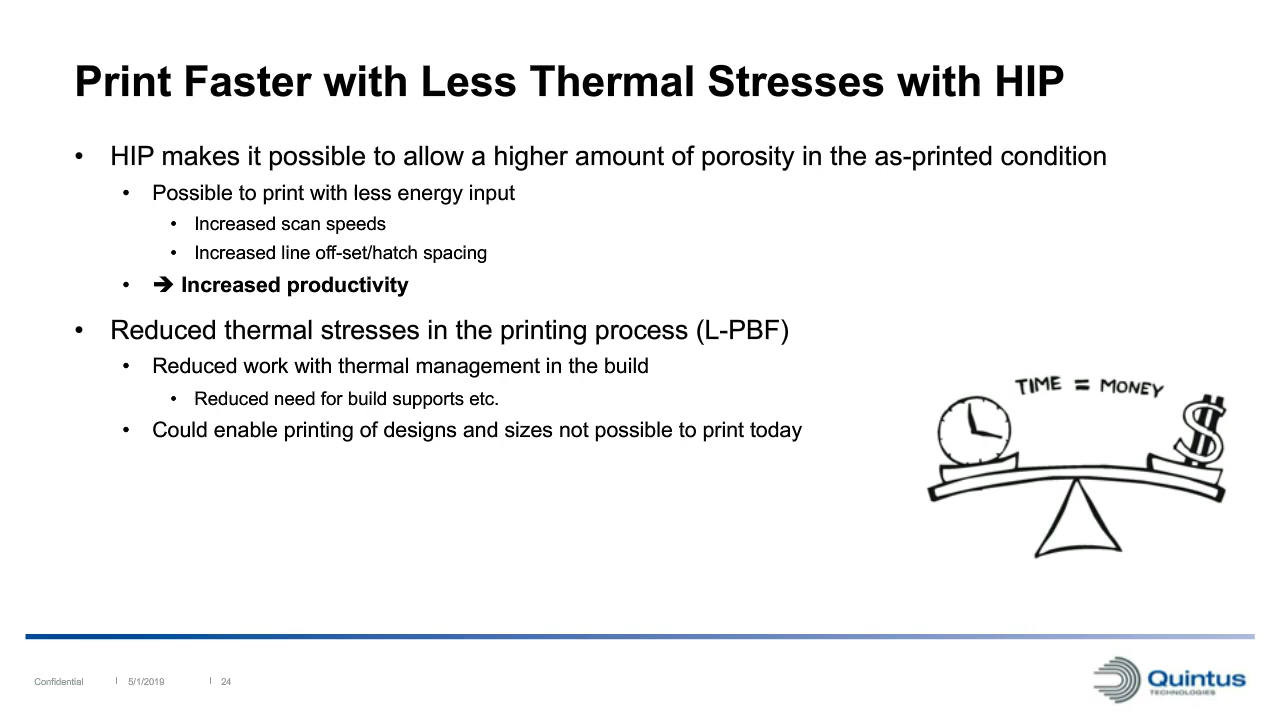 Print Faster with Less Thermal Stresses with HIP
• HIP makes it possible to allow a higher amount of porosity in the as-printed condition
• Possible to print with less energy input
• Increased scan speeds
• Increased line off-set/hatch spacing
• ➔ Increased productivity
• Reduced thermal stresses in the printing process (L-PBF)
• Reduced work with thermal management in the build
• Reduced need for build supports etc.
• Could enable printing of designs and sizes not possible to print today
TIME = MONEY
$
Confidential | 5/1/2019 | 24
Quintus
TECHNOLOGIES